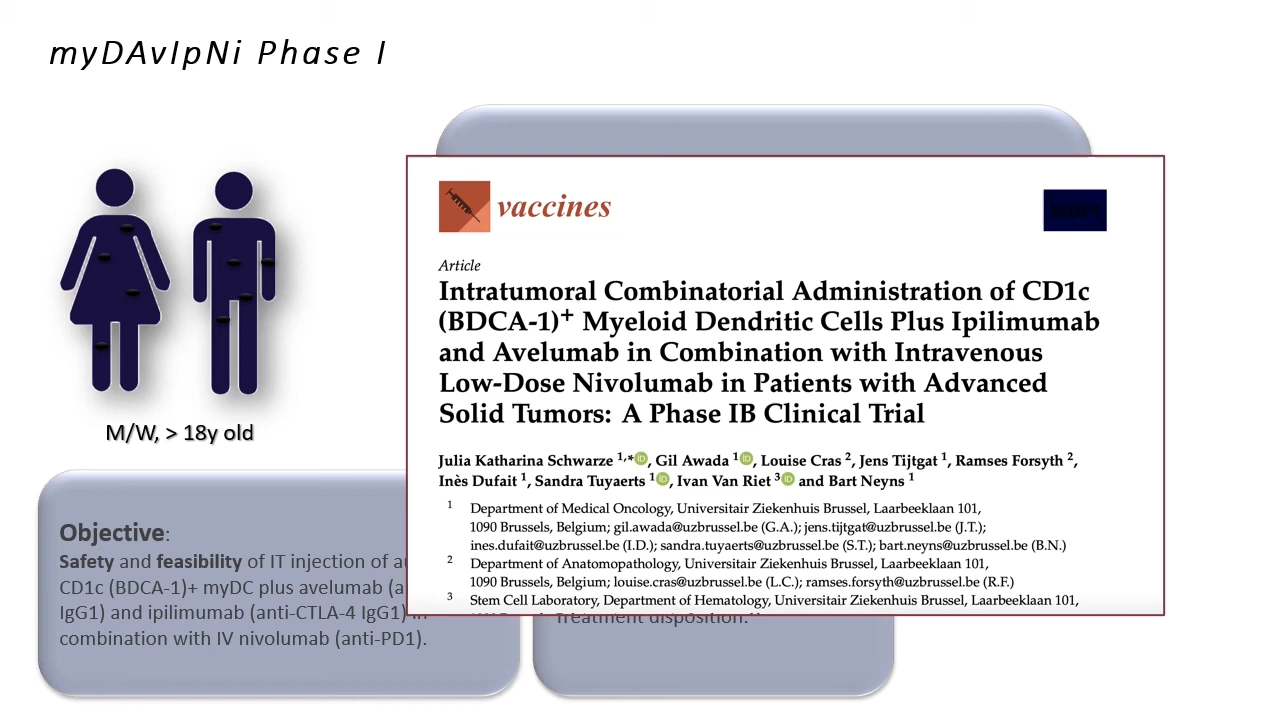 myDAvIpNi Phase I
M/W, > 18y old
Objective:
Safety and feasibility of IT injection of
CD1c (BDCA-1)+ myDC plus avelumab
IgG1) and ipilimumab (anti-CTLA-4 IgG1) in
combination with IV nivolumab (anti-PD1).
vaccines
MDPI
Article
Intratumoral Combinatorial Administration of CD1c
(BDCA-1)+ Myeloid Dendritic Cells Plus Ipilimumab
and Avelumab in Combination with Intravenous
Low-Dose Nivolumab in Patients with Advanced
Solid Tumors: A Phase IB Clinical Trial
Julia Katharina Schwarze 1,*, Gil Awada 1, Louise Cras 2, Jens Tijtgat 1, Ramses Forsyth 2,
Inès Dufait 1, Sandra Tuyaerts 1, Ivan Van Riet 3 and Bart Neyns 1
1 Department of Medical Oncology, Universitair Ziekenhuis Brussel, Laarbeeklaan 101,
1090 Brussels, Belgium; gil.awada@uzbrussel.be (G.A.); jens.tijtgat@uzbrussel.be (J.T.);
ines.dufait@uzbrussel.be (I.D.); sandra.tuyaerts@uzbrussel.be (S.T.); bart.neyns@uzbrussel.be (B.N.)
2 Department of Anatomopathology, Universitair Ziekenhuis Brussel, Laarbeeklaan 101,
1090 Brussels, Belgium; louise.cras@uzbrussel.be (L.C.); ramses.forsyth@uzbrussel.be (R.F.)
3 Stem Cell Laboratory, Department of Hematology, Universitair Ziekenhuis Brussel, Laarbeeklaan 101,
Treatment disposition.